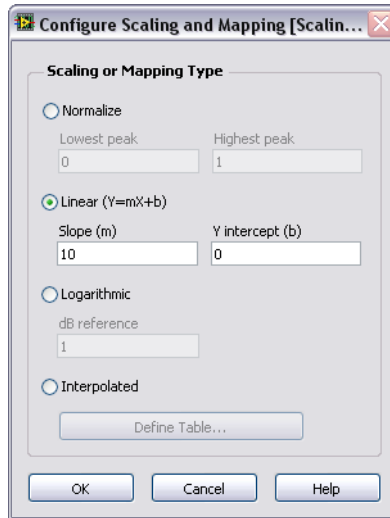 Configure Scaling and Mapping [Scalin...
Scaling or Mapping Type
Normalize
Lowest peak Highest peak
0 1
Linear (Y=mX+b)
Slope (m) Y intercept (b)
10 0
Logarithmic
dB reference
1
Interpolated
Define Table...
OK Cancel Help